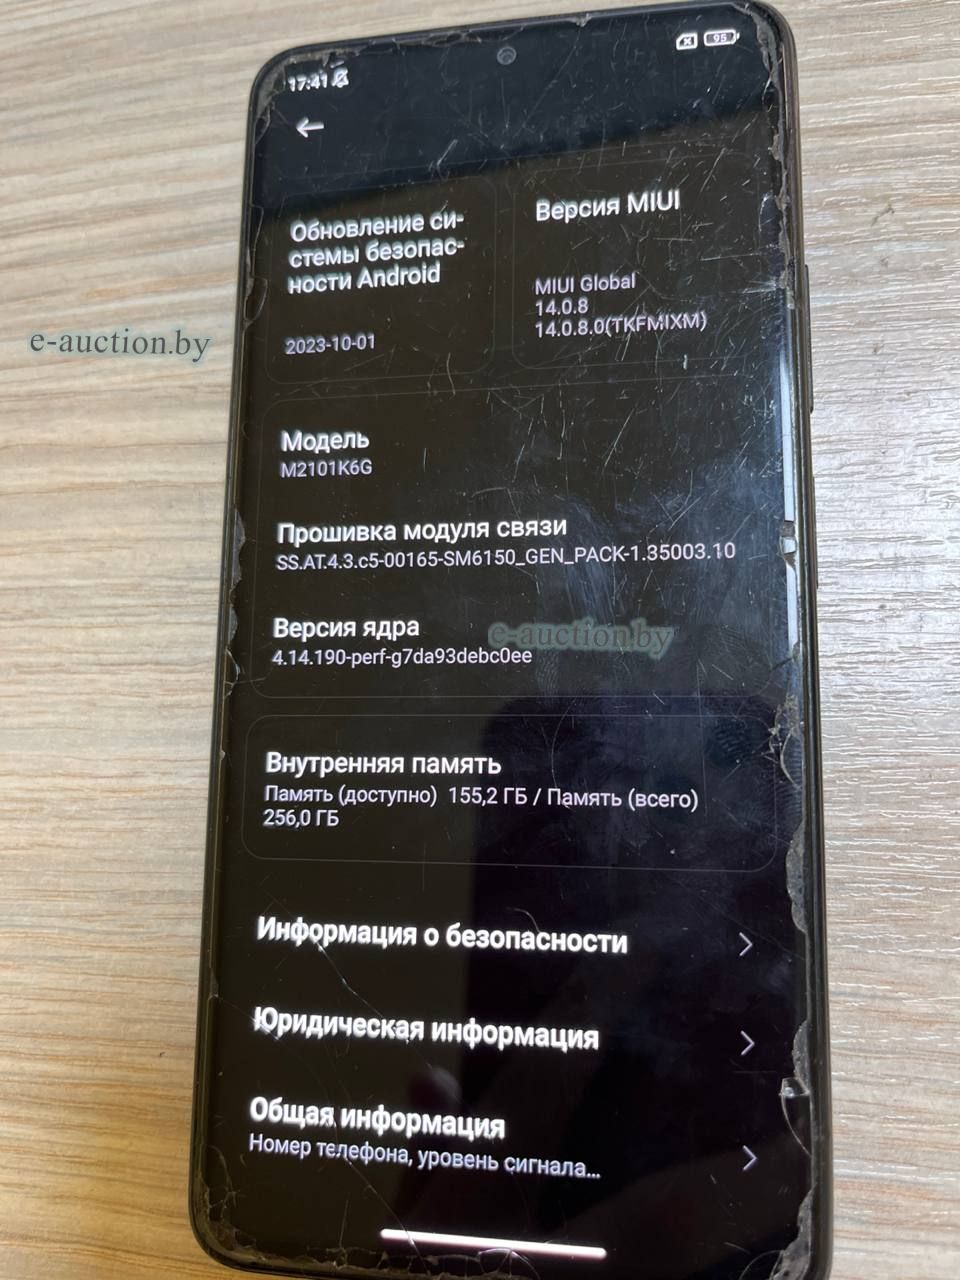 17:41
95
Обновление си-
стемы безопас-
ности Android
2023-10-01
Версия MIUI
MIUI Global
14.0.8
14.0.8.0(TKFMIXM)
e-auction.by
Модель
M2101K6G
Прошивка модуля связи
SS.AT.4.3.c5-00165-SM6150_GEN_PACK-1.35003.10
Версия ядра
e-auction.by
4.14.190-perf-g7da93debc0ee
Внутренняя память
Память (доступно) 155,2 ГБ / Память (всего)
256,0 ГБ
Информация о безопасности
Юридическая информация
Общая информация
Номер телефона, уровень сигнала...